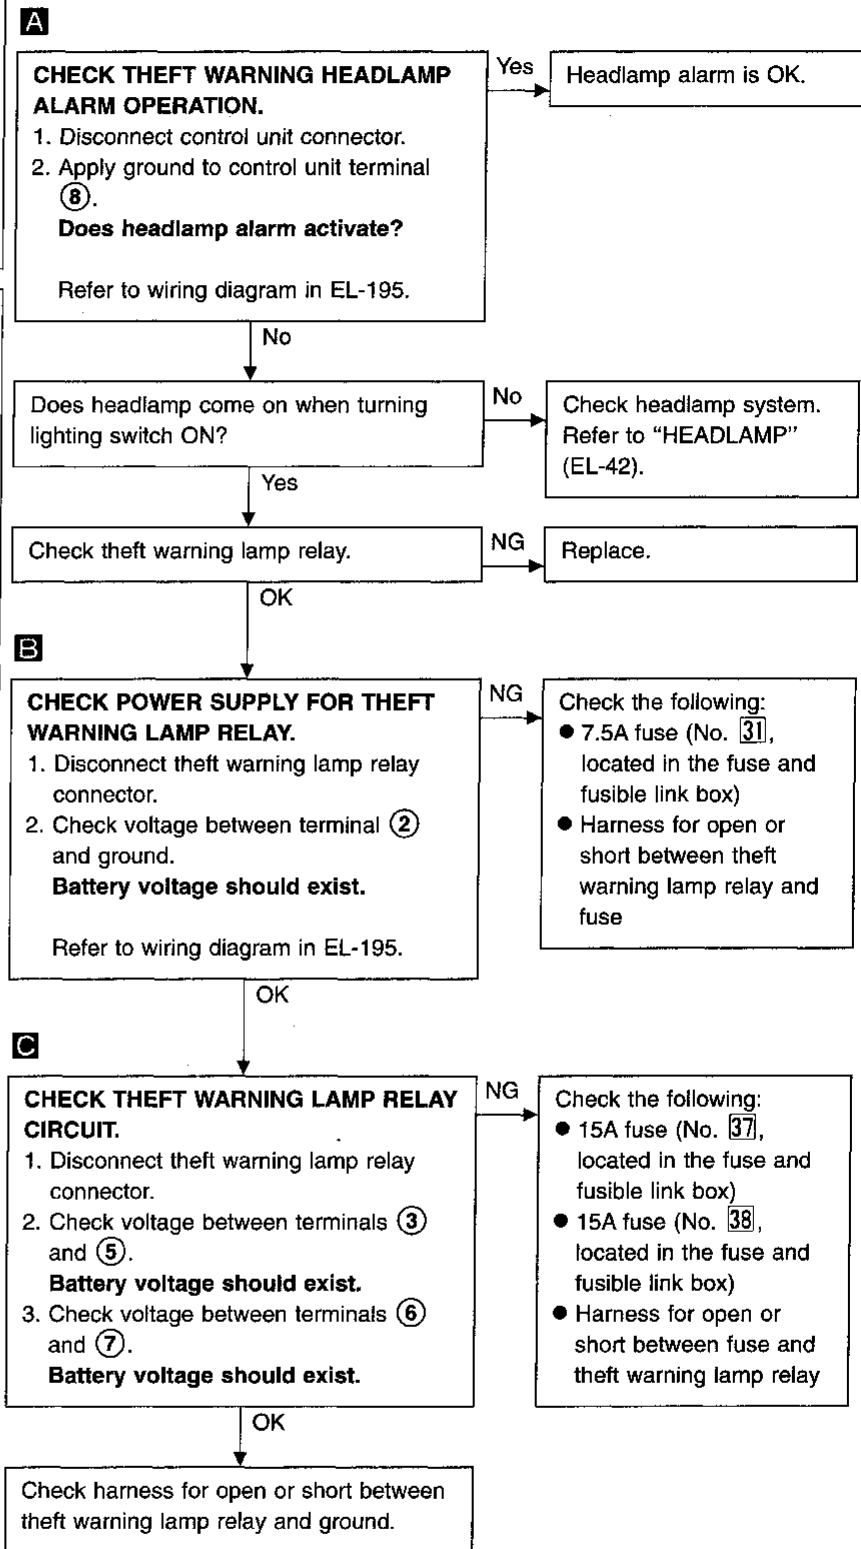 A
CHECK THEFT WARNING HEADLAMP
ALARM OPERATION.
1. Disconnect control unit connector.
2. Apply ground to control unit terminal
⑧.
Does headlamp alarm activate?
Refer to wiring diagram in EL-195.
Yes
Headlamp alarm is OK.
No
Does headlamp come on when turning
lighting switch ON?
No
Check headlamp system.
Refer to “HEADLAMP”
(EL-42).
Yes
Check theft warning lamp relay.
NG
Replace.
OK
B
CHECK POWER SUPPLY FOR THEFT
WARNING LAMP RELAY.
1. Disconnect theft warning lamp relay
connector.
2. Check voltage between terminal ②
and ground.
Battery voltage should exist.
Refer to wiring diagram in EL-195.
NG
Check the following:
● 7.5A fuse (No. 31,
located in the fuse and
fusible link box)
● Harness for open or
short between theft
warning lamp relay and
fuse
OK
C
CHECK THEFT WARNING LAMP RELAY
CIRCUIT.
1. Disconnect theft warning lamp relay
connector.
2. Check voltage between terminals ③
and ⑤.
Battery voltage should exist.
3. Check voltage between terminals ⑥
and ⑦.
Battery voltage should exist.
NG
Check the following:
● 15A fuse (No. 37,
located in the fuse and
fusible link box)
● 15A fuse (No. 38,
located in the fuse and
fusible link box)
● Harness for open or
short between fuse and
theft warning lamp relay
OK
Check harness for open or short between
theft warning lamp relay and ground.